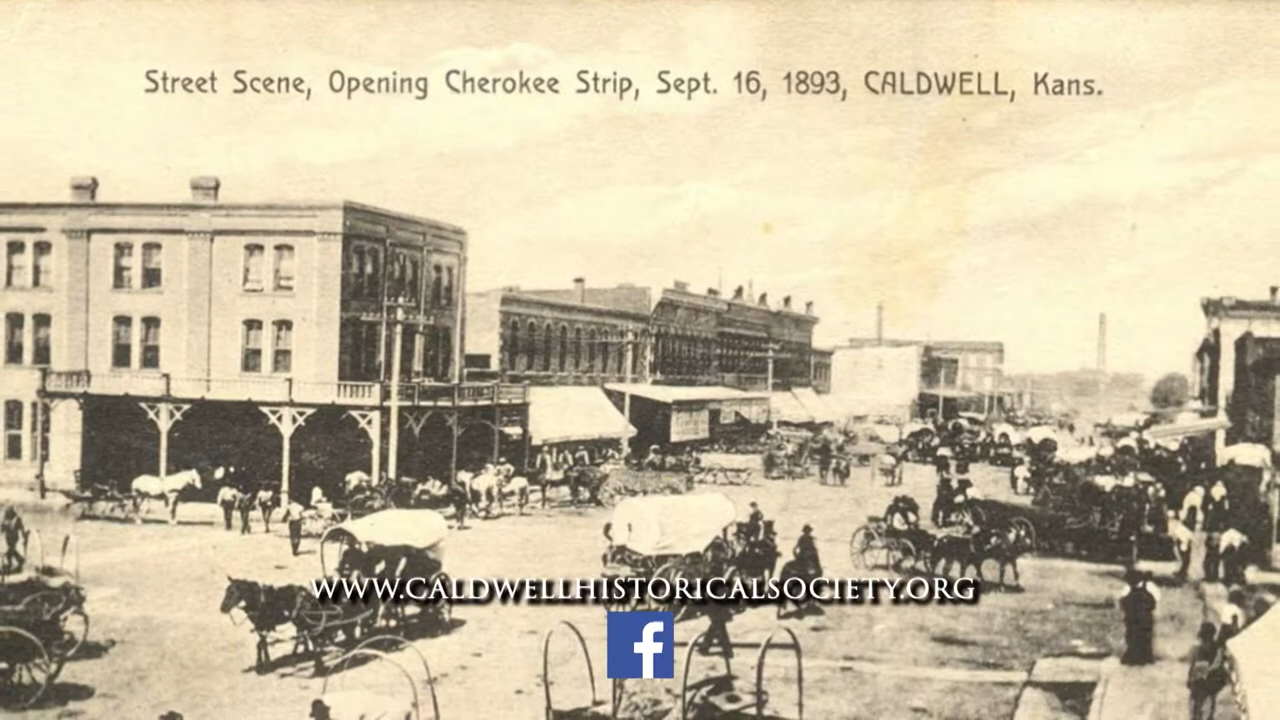 Street Scene, Opening Cherokee Strip, Sept. 16, 1893, CALDWELL, Kans.
WWW.CALDWELLHISTORICALSOCIETY.ORG
f